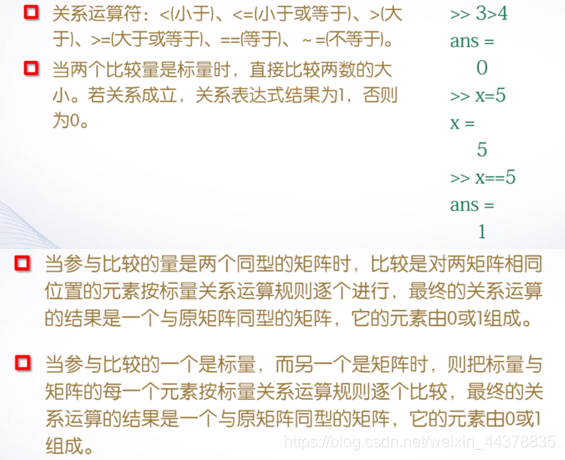 关系运算符：<(小于)、<=(小于或等于)、>(大
于)、>=(大于或等于)、==(等于)、~=(不等于)。
当两个比较量是标量时，直接比较两数的大
小。若关系成立，关系表达式结果为1，否则
为0。
>> 3>4
ans =
0
>> x=5
x =
5
>> x==5
ans =
1
当参与比较的量是两个同型的矩阵时，比较是对两矩阵相同
位置的元素按标量关系运算规则逐个进行，最终的关系运算
的结果是一个与原矩阵同型的矩阵，它的元素由0或1组成。
当参与比较的一个是标量，而另一个是矩阵时，则把标量与
矩阵的每一个元素按标量关系运算规则逐个比较，最终的关
系运算的结果是一个与原矩阵同型的矩阵，它的元素由0或1
组成。
https://blog.csdn.net/weixin_44378835